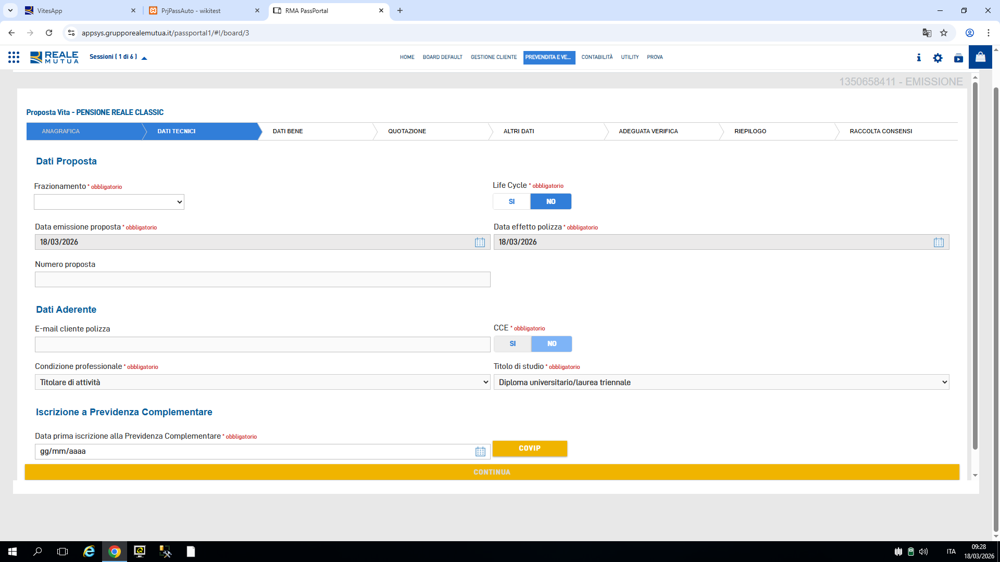 VitesApp
PrjPassAuto - wikitest
RMA PassPortal
appsys.grupporealemutua.it/passportal1/#!/board/3
REALE
MUTUA
Sessioni ( 1 di 6 )
HOME
BOARD DEFAULT
GESTIONE CLIENTE
PREVENDITA E VE...
CONTABILITÀ
UTILITY
PROVA
1350658411 - EMISSIONE
Proposta Vita - PENSIONE REALE CLASSIC
ANAGRAFICA
DATI TECNICI
DATI BENE
QUOTAZIONE
ALTRI DATI
ADEGUATA VERIFICA
RIEPILOGO
RACCOLTA CONSENSI
Dati Proposta
Frazionamento * obbligatorio
Life Cycle * obbligatorio
SI
NO
Data emissione proposta * obbligatorio
Data effetto polizza * obbligatorio
18/03/2026
18/03/2026
Numero proposta
Dati Aderente
E-mail cliente polizza
CCE * obbligatorio
SI
NO
Condizione professionale * obbligatorio
Titolo di studio * obbligatorio
Titolare di attività
Diploma universitario/laurea triennale
Iscrizione a Previdenza Complementare
Data prima iscrizione alla Previdenza Complementare * obbligatorio
gg/mm/aaaa
COVIP
CONTINUA
ITA
09:28
18/03/2026